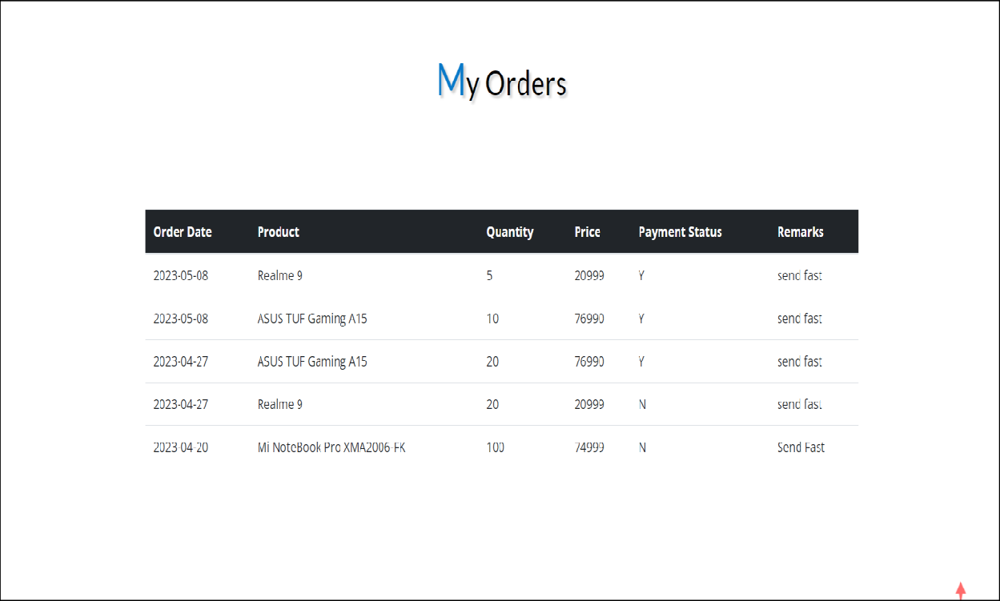 My Orders
Order Date Product Quantity Price Payment Status Remarks
2023-05-08 Realme 9 5 20999 Y send fast
2023-05-08 ASUS TUF Gaming A15 10 76990 Y send fast
2023-04-27 ASUS TUF Gaming A15 20 76990 Y send fast
2023-04-27 Realme 9 20 20999 N send fast
2023-04-20 Mi NoteBook Pro XMA2006-FK 100 74999 N Send Fast